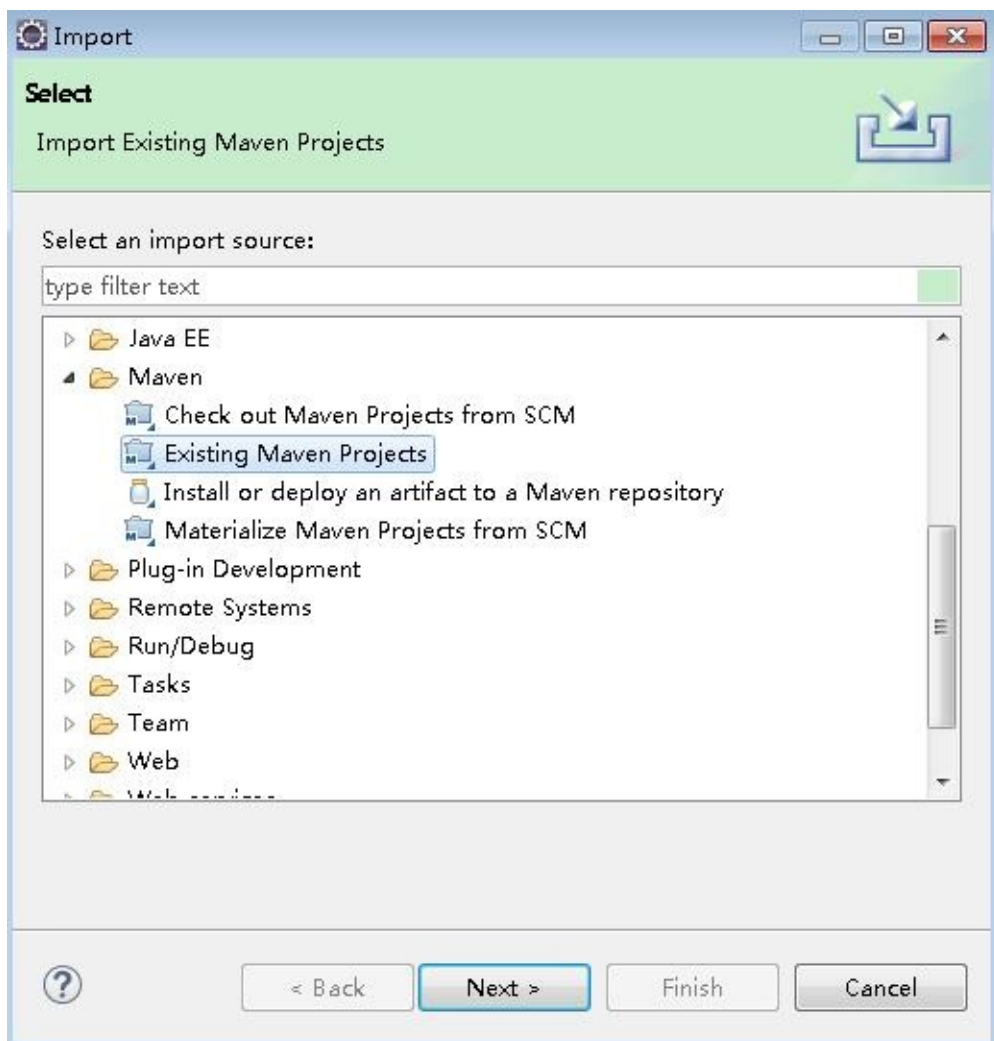 Import
Select
Import Existing Maven Projects
Select an import source:
type filter text
Java EE
Maven
Check out Maven Projects from SCM
Existing Maven Projects
Install or deploy an artifact to a Maven repository
Materialize Maven Projects from SCM
Plug-in Development
Remote Systems
Run/Debug
Tasks
Team
Web
Web services
< Back
Next >
Finish
Cancel